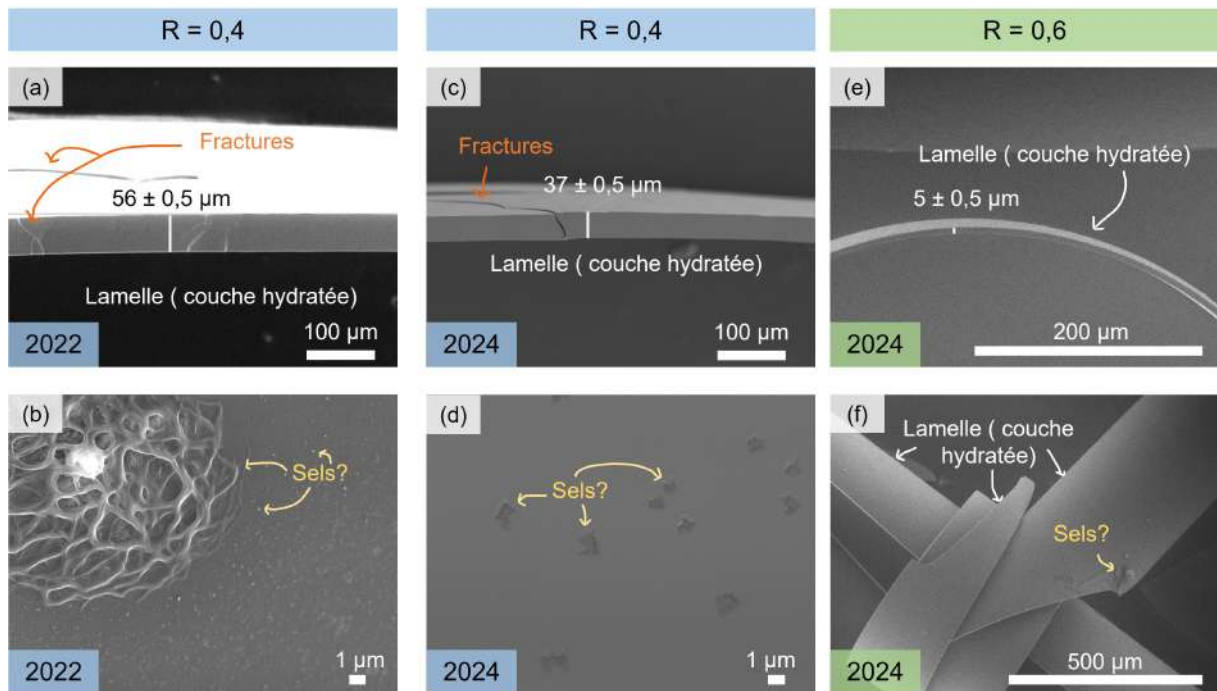 R = 0,4
R = 0,4
R = 0,6
(a)
Fractures
56 ± 0,5 µm
Lamelle ( couche hydratée)
2022
100 µm
(c)
Fractures
37 ± 0,5 µm
Lamelle ( couche hydratée)
2024
100 µm
(e)
Lamelle ( couche hydratée)
5 ± 0,5 µm
200 µm
2024
(b)
Sels?
2022
1 µm
(d)
Sels?
2024
1 µm
(f)
Lamelle ( couche
hydratée)
Sels?
2024
500 µm